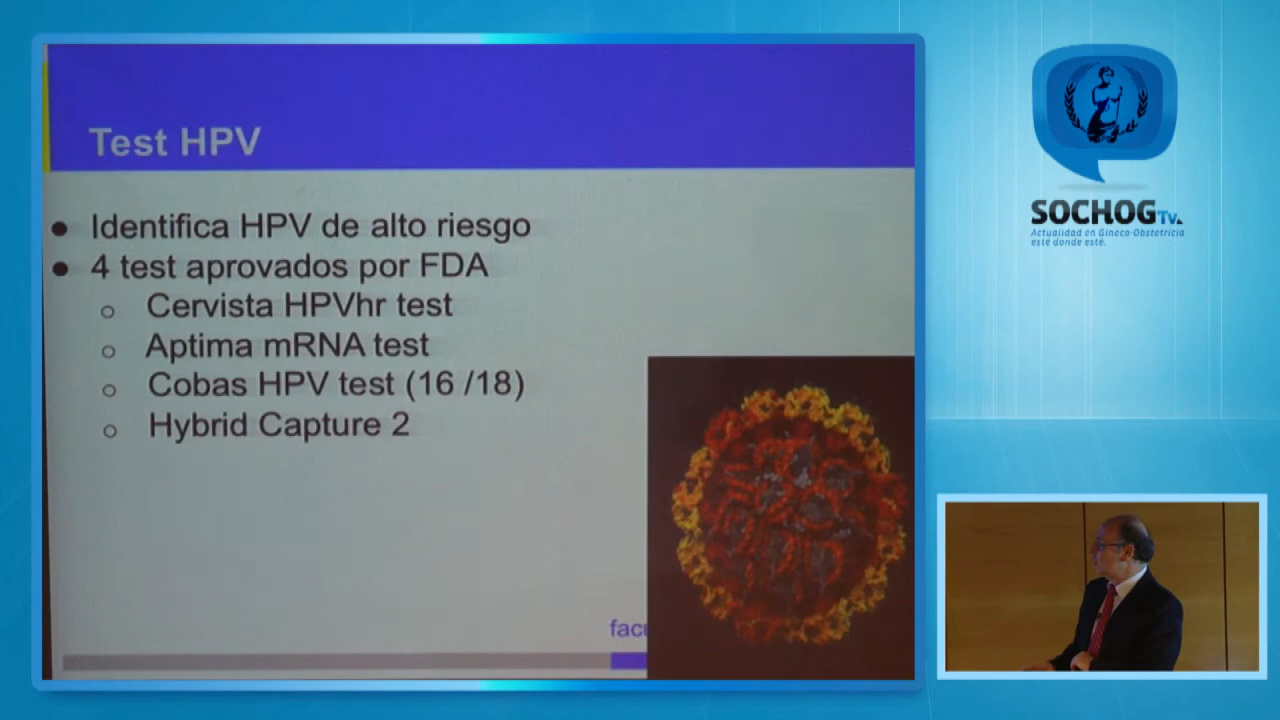 Test HPV
Identifica HPV de alto riesgo
4 test aprovados por FDA
Cervista HPVhr test
Aptima mRNA test
Cobas HPV test (16 /18)
Hybrid Capture 2
facu
SOCHOG Tv.
Actualidad en Gineco-Obstetricia
esté donde esté.